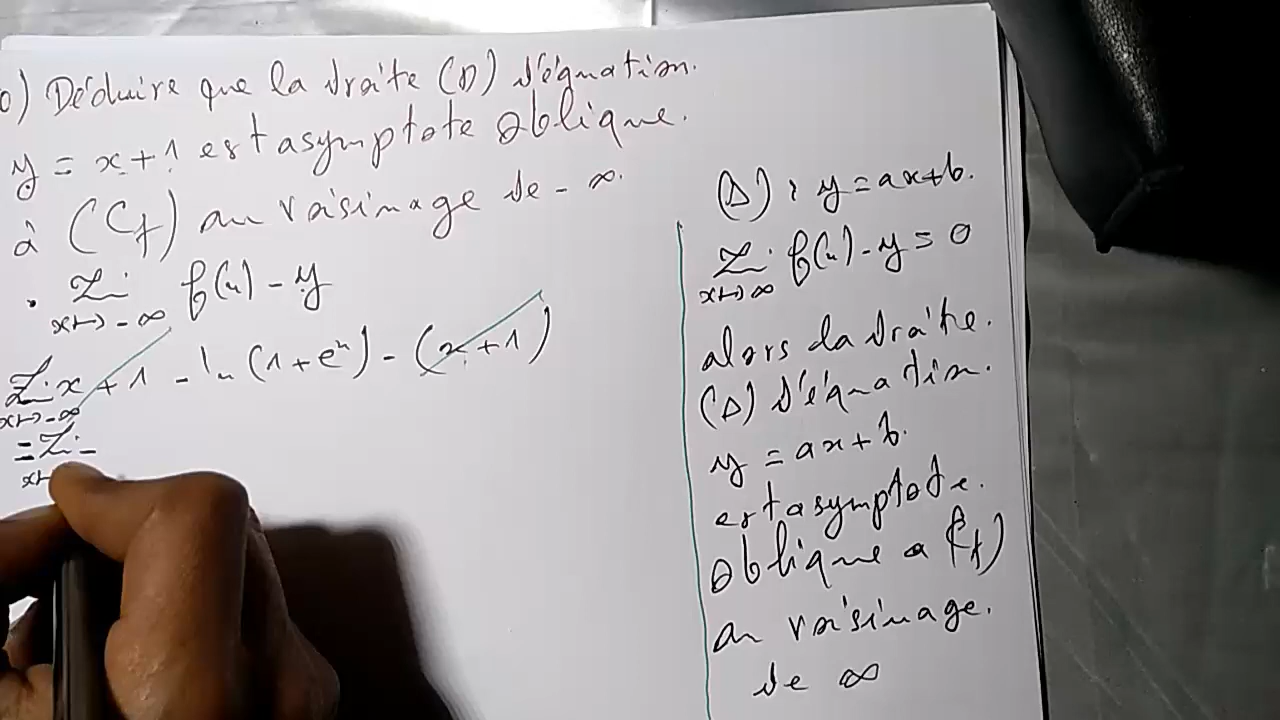 ) Déduire que la droite (D) d'équation.
y = x + 1 est asymptote oblique.
à (Cf) au voisinage de - ∞.
• Lim f(x) - y
x→ - ∞
Lim x + 1 - ln (1 + eˣ) - (x + 1)
x→ - ∞
= Lim -
x→
(Δ) : y = ax + b.
Lim f(x) - y = 0
x→ ∞
alors la droite.
(Δ) d'équation.
y = ax + b.
est asymptote.
oblique a (Cf)
au voisinage.
de ∞